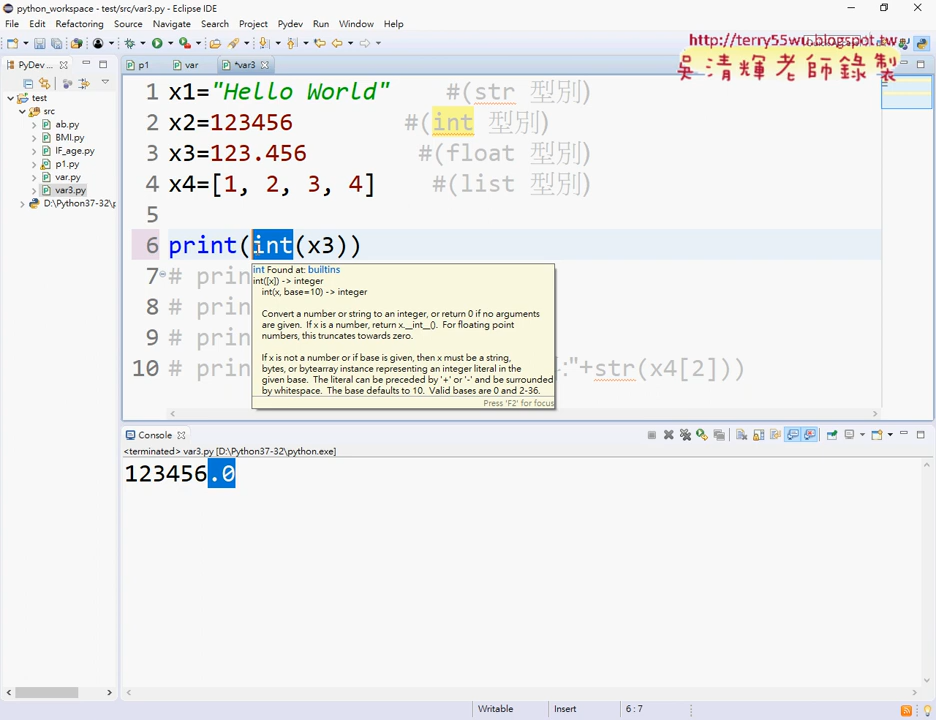 python_workspace - test/src/var3.py - Eclipse IDE
File Edit Refactoring Source Navigate Search Project Pydev Run Window Help
http://terry55wu.blogspot.tw
吳清輝老師錄製
PyDev ...
p1
var
*var3
test
src
ab.py
BMI.py
IF_age.py
p1.py
var.py
var3.py
D:\Python37-32\p
1 x1="Hello World" #(str 型別)
2 x2=123456 #(int 型別)
3 x3=123.456 #(float 型別)
4 x4=[1, 2, 3, 4] #(list 型別)
5
6 print(int(x3))
7 # prin
8 # prin
9 # prin
10 # prin :"+str(x4[2]))
int Found at: builtins
int([x]) -> integer
int(x, base=10) -> integer
Convert a number or string to an integer, or return 0 if no arguments
are given. If x is a number, return x.__int__(). For floating point
numbers, this truncates towards zero.
If x is not a number or if base is given, then x must be a string,
bytes, or bytearray instance representing an integer literal in the
given base. The literal can be preceded by '+' or '-' and be surrounded
by whitespace. The base defaults to 10. Valid bases are 0 and 2-36.
Press 'F2' for focus
Console
<terminated> var3.py [D:\Python37-32\python.exe]
123456.0
Writable Insert 6 : 7